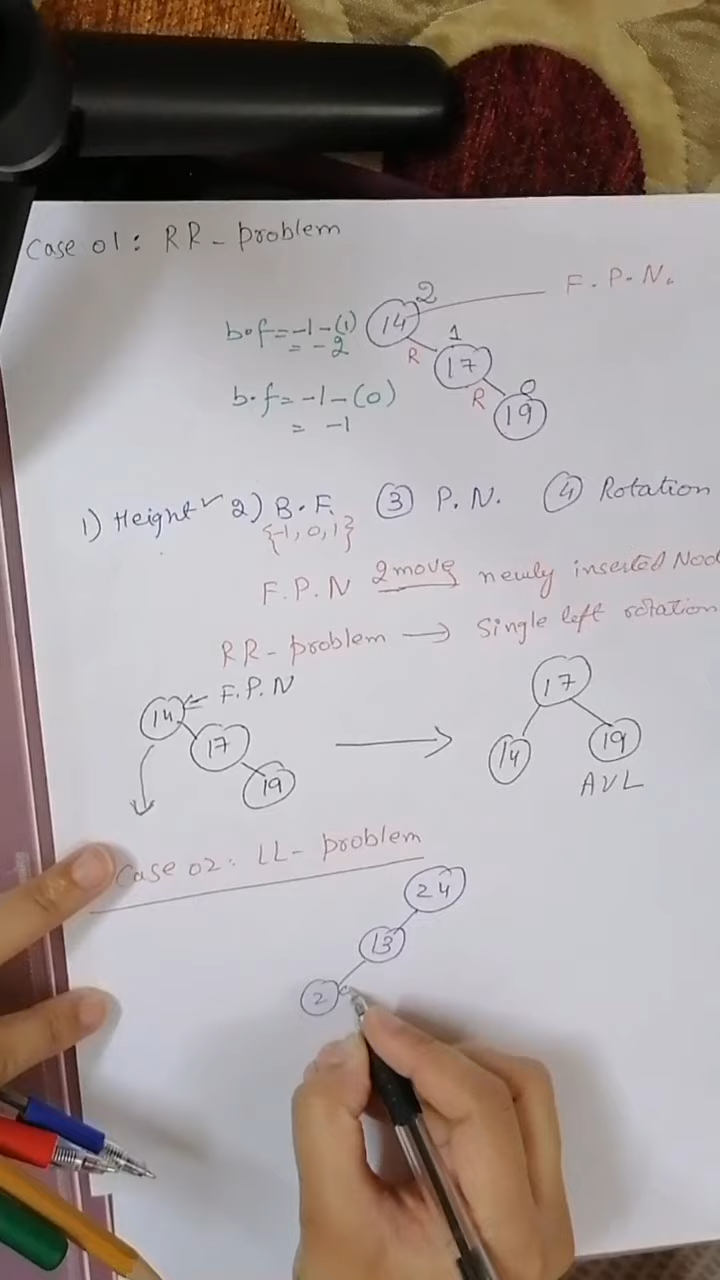 Case 01: RR - problem
F.P.N.
2
b.f = -1-(1)
= -2
14
1
R
17
b.f = -1-(0)
= -1
R
0
19
1) Height ✓ 2) B.F. ③ P.N. ④ Rotation
{-1, 0, 1}
F.P.N 2move newly inserted Nod
RR- problem → Single left rotation
14 ← F.P.N
17
19
→
17
14
19
AVL
Case 02: LL- problem
24
13
2